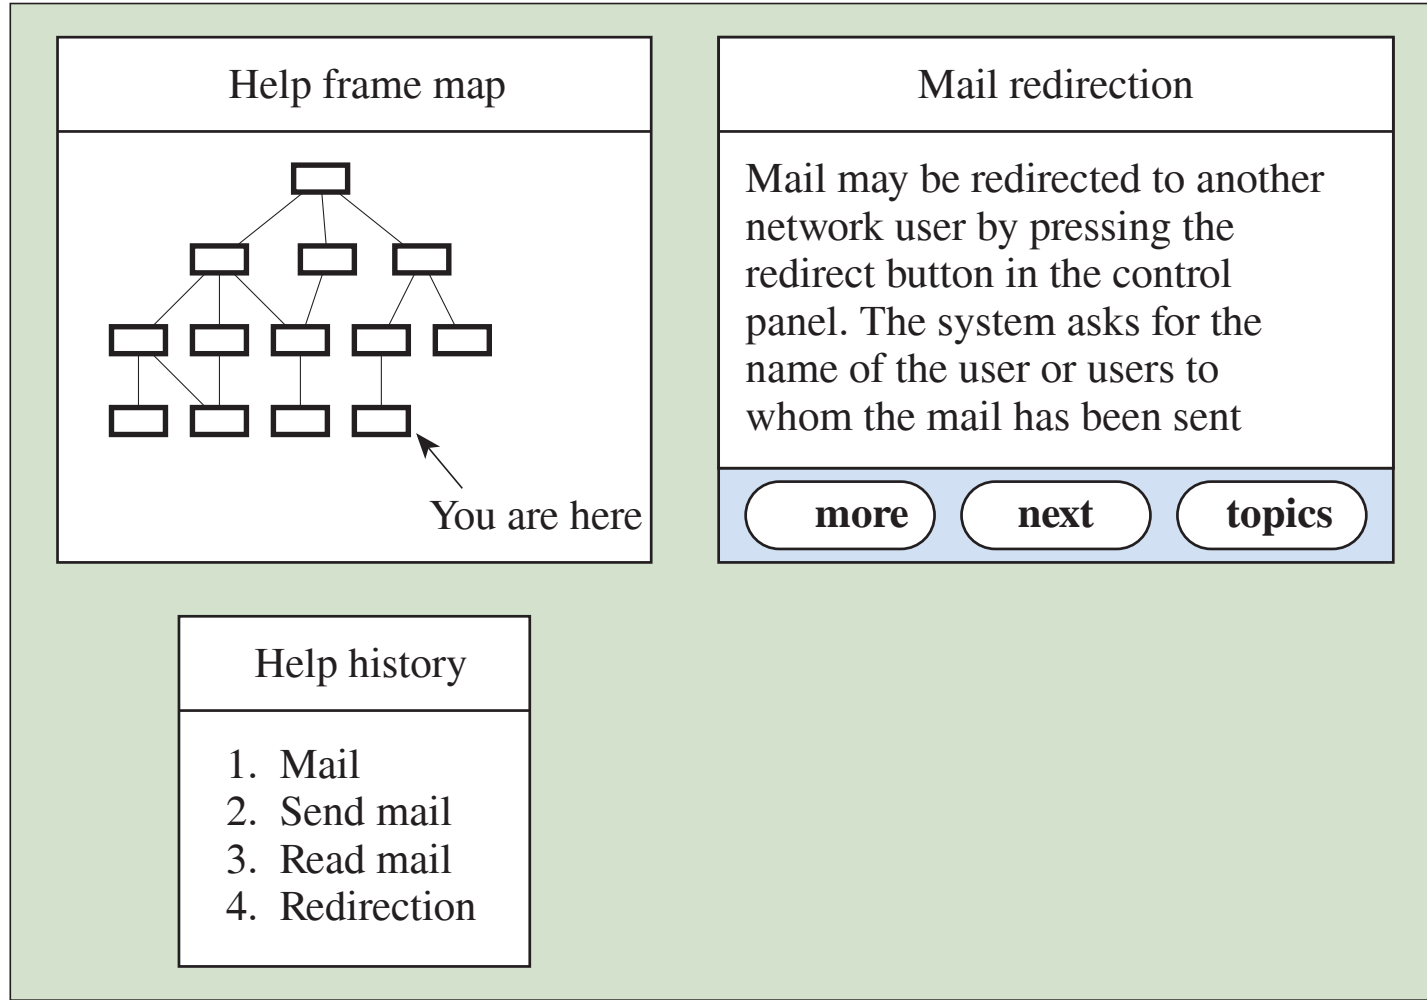 Help frame map
You are here
Mail redirection
Mail may be redirected to another
network user by pressing the
redirect button in the control
panel. The system asks for the
name of the user or users to
whom the mail has been sent
more
next
topics
Help history
1. Mail
2. Send mail
3. Read mail
4. Redirection